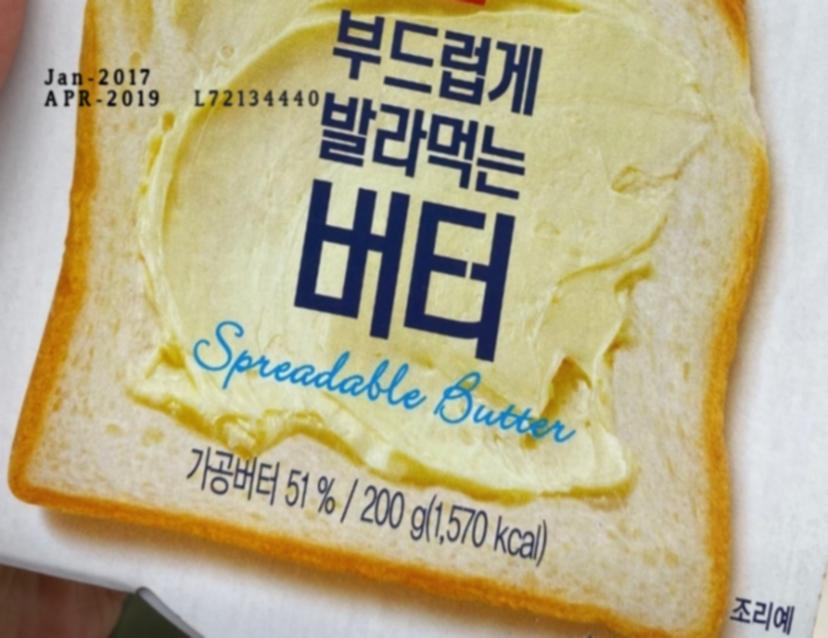 Jan-2017
APR-2019 L72134440
부드럽게
발라먹는
버터
Spreadable Butter
가공버터 51 % / 200 g(1,570 kcal)
조리예